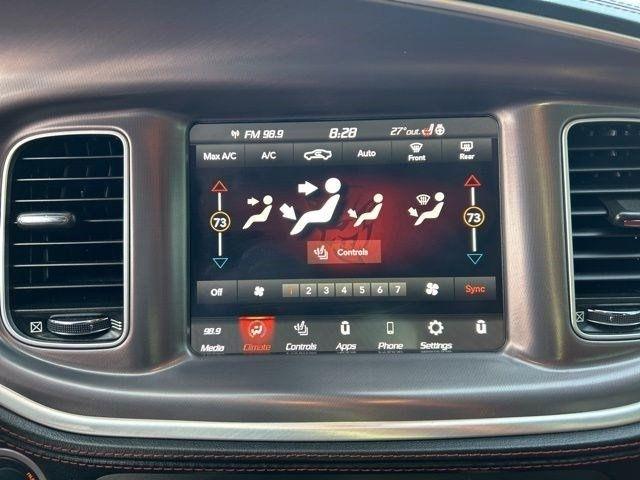 FM 98.9 8:28 27°out
Max A/C A/C Auto Front Rear
73 73
Controls
Off 1 2 3 4 5 6 7 Sync
98.9
Media Climate Controls Apps Phone Settings